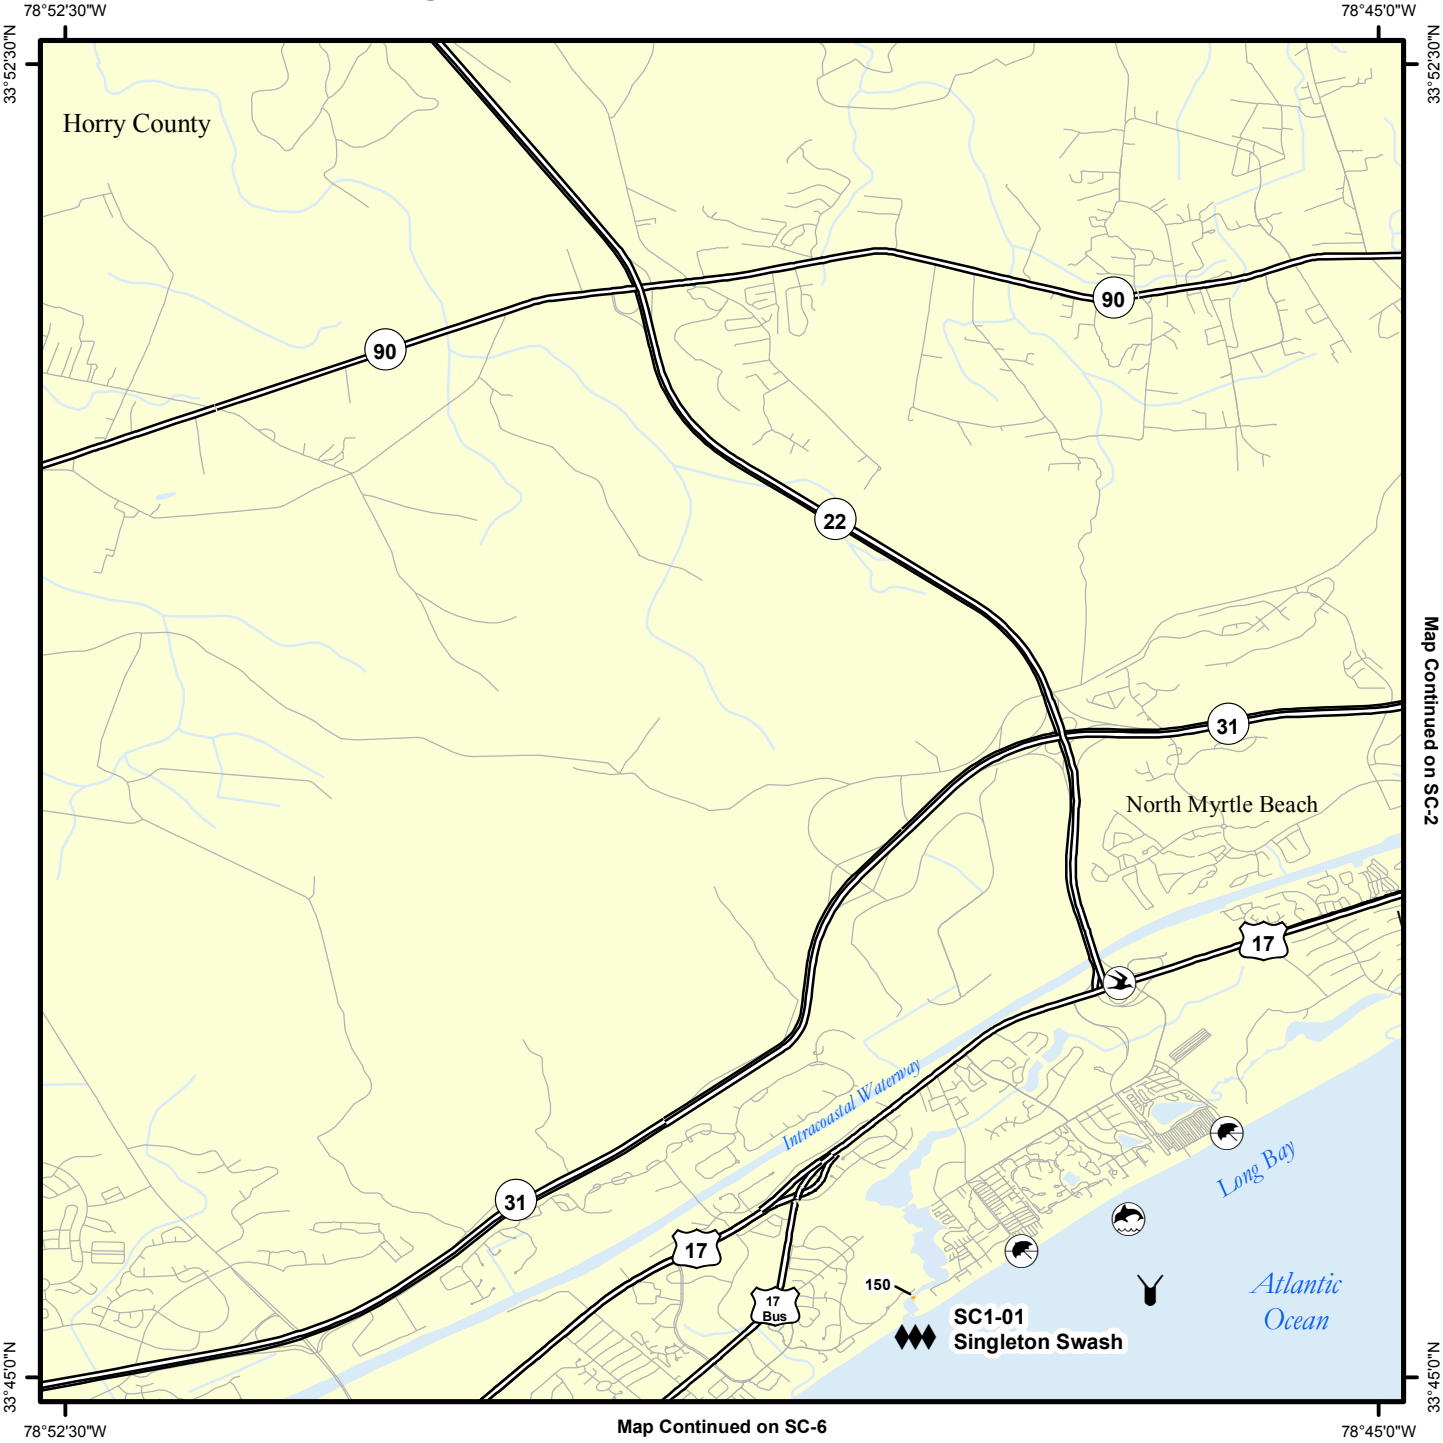 78°52'30"W
78°45'0"W
33°52'30"N
33°52'30"N
Horry County
90
90
22
Map Continued on SC-2
31
North Myrtle Beach
17
Intracoastal Waterway
Long Bay
31
17
150
17
Bus
Atlantic
Ocean
SC1-01
Singleton Swash
33°45'0"N
33°45'0"N
78°52'30"W
Map Continued on SC-6
78°45'0"W